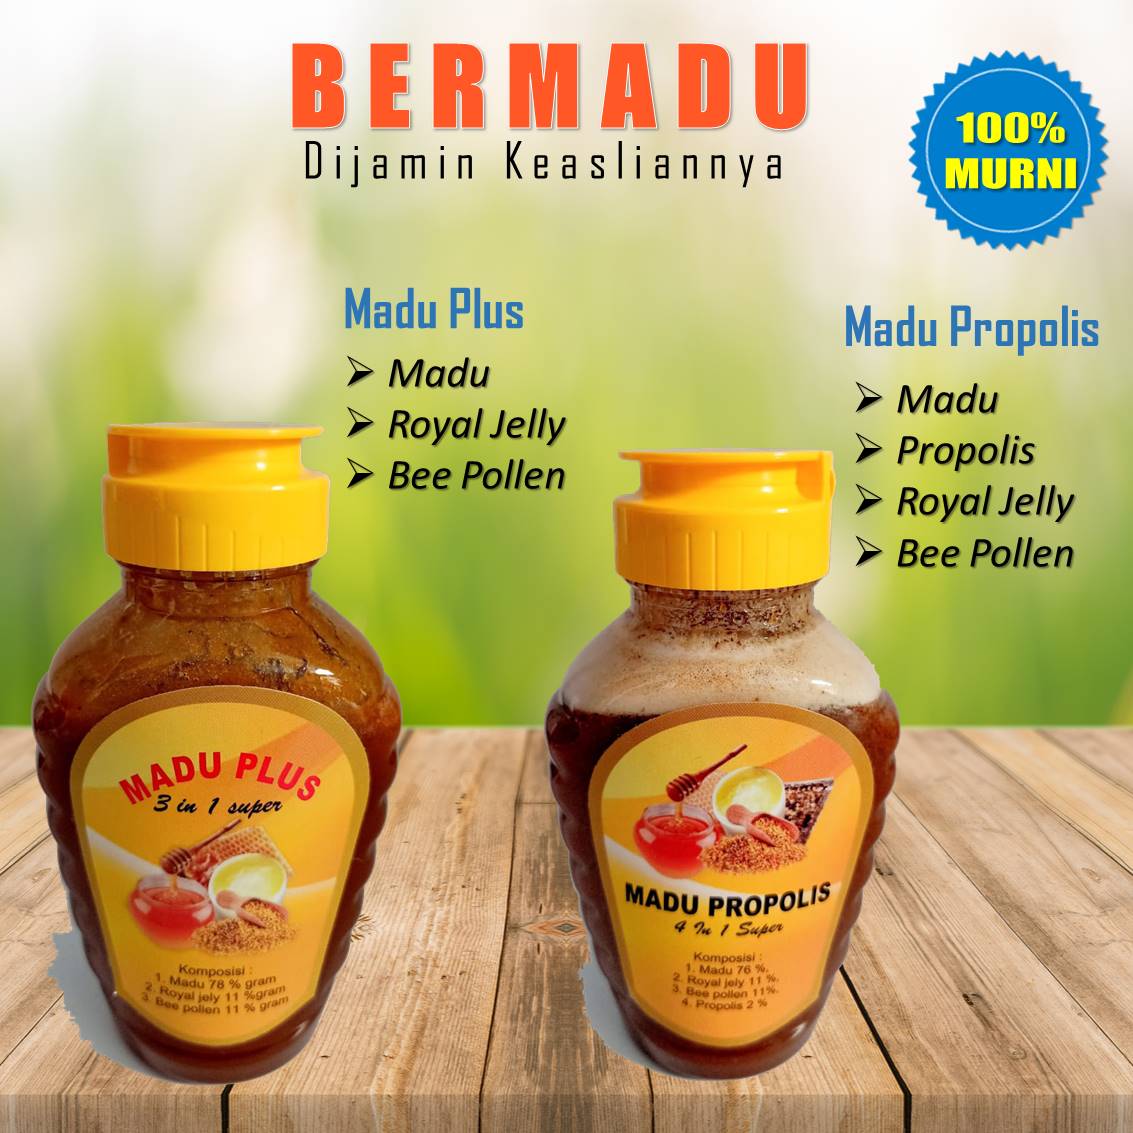 BERMADU
Dijamin Keasliannya
100%
MURNI
Madu Plus
Madu
Royal Jelly
Bee Pollen
Madu Propolis
Madu
Propolis
Royal Jelly
Bee Pollen
MADU PLUS
3 in 1 super
Komposisi :
1. Madu 78 % gram
2. Royal jely 11 %gram
3. Bee pollen 11 % gram
MADU PROPOLIS
4 In 1 Super
Komposisi :
1. Madu 76 %.
2. Royal jely 11 %.
3. Bee pollen 11%.
4. Propolis 2 %